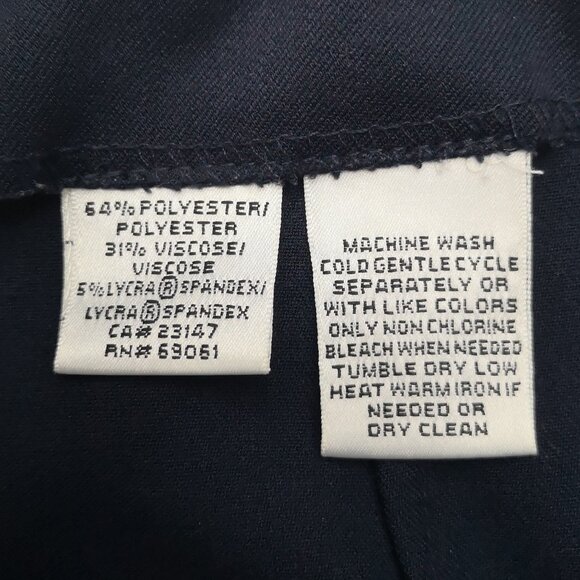 64% POLYESTER/
POLYESTER
31% VISCOSE/
VISCOSE
5% LYCRA® SPANDEX/
LYCRA® SPANDEX
CA# 23147
RN# 69061
MACHINE WASH
COLD GENTLE CYCLE
SEPARATELY OR
WITH LIKE COLORS
ONLY NON CHLORINE
BLEACH WHEN NEEDED
TUMBLE DRY LOW
HEAT WARM IRON IF
NEEDED OR
DRY CLEAN